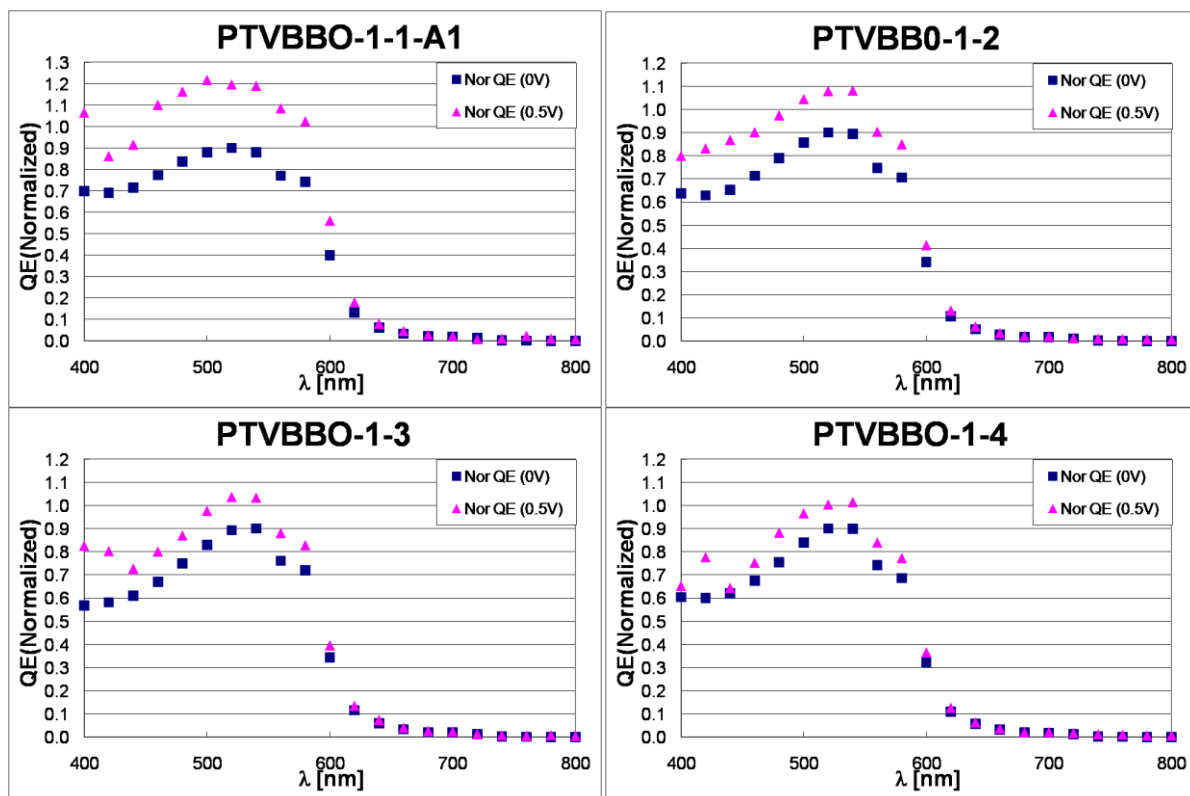 PTVBBO-1-1-A1
1.3
1.2
1.1
1.0
0.9
0.8
0.7
0.6
0.5
0.4
0.3
0.2
0.1
0.0
QE(Normalized)
Nor QE (0V)
Nor QE (0.5V)
400 500 600 700 800
λ [nm]
PTVBB0-1-2
1.2
1.1
1.0
0.9
0.8
0.7
0.6
0.5
0.4
0.3
0.2
0.1
0.0
QE(Normalized)
Nor QE (0V)
Nor QE (0.5V)
400 500 600 700 800
λ [nm]
PTVBBO-1-3
1.2
1.1
1.0
0.9
0.8
0.7
0.6
0.5
0.4
0.3
0.2
0.1
0.0
QE(Normalized)
Nor QE (0V)
Nor QE (0.5V)
400 500 600 700 800
λ [nm]
PTVBBO-1-4
1.2
1.1
1.0
0.9
0.8
0.7
0.6
0.5
0.4
0.3
0.2
0.1
0.0
QE(Normalized)
Nor QE (0V)
Nor QE (0.5V)
400 500 600 700 800
λ [nm]